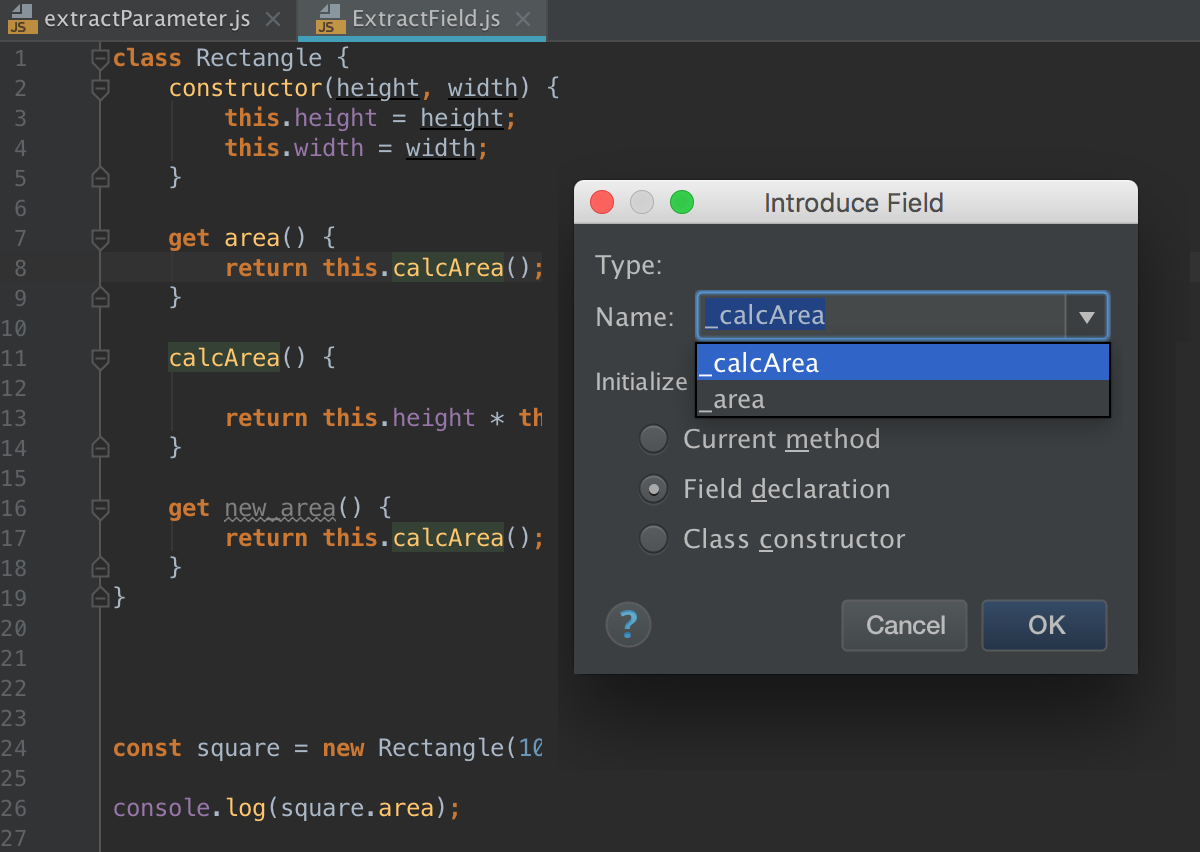 JS extractParameter.js
JS ExtractField.js
1 class Rectangle {
2 constructor(height, width) {
3 this.height = height;
4 this.width = width;
5 }
6
7 get area() {
8 return this.calcArea();
9 }
10
11 calcArea() {
12
13 return this.height * th
14 }
15
16 get new_area() {
17 return this.calcArea();
18 }
19 }
20
21
22
23
24 const square = new Rectangle(10
25
26 console.log(square.area);
27
Introduce Field
Type:
Name: _calcArea
_calcArea
_area
Initialize
Current method
Field declaration
Class constructor
? Cancel OK